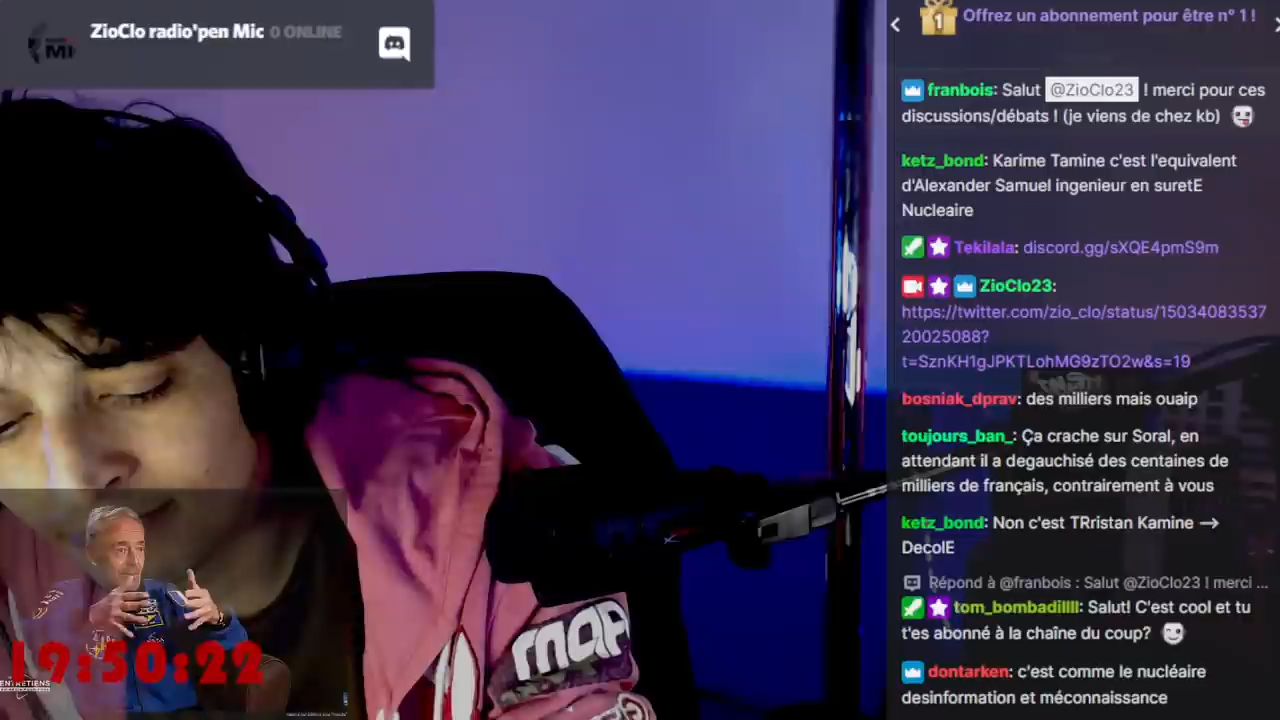 ZioClo radio'pen Mic 0 ONLINE
MI
1 Offrez un abonnement pour être n° 1 !
franbois: Salut @ZioClo23 ! merci pour ces
discussions/débats ! (je viens de chez kb)
ketz_bond: Karime Tamine c'est l'equivalent
d'Alexander Samuel ingenieur en suretE
Nucleaire
Tekilala: discord.gg/sXQE4pmS9m
ZioClo23:
https://twitter.com/zio_clo/status/15034083537
20025088?
t=SznKH1gJPKTLohMG9zTO2w&s=19
bosniak_dprav: des milliers mais ouaip
toujours_ban_: Ça crache sur Soral, en
attendant il a degauchisé des centaines de
milliers de français, contrairement à vous
ketz_bond: Non c'est TRristan Kamine -->
DecolE
Répond à @franbois : Salut @ZioClo23 ! merci ...
tom_bombadillll: Salut! C'est cool et tu
t'es abonné à la chaîne du coup?
dontarken: c'est comme le nucléaire
desinformation et méconnaissance
19:50:22
ENTRETIENS